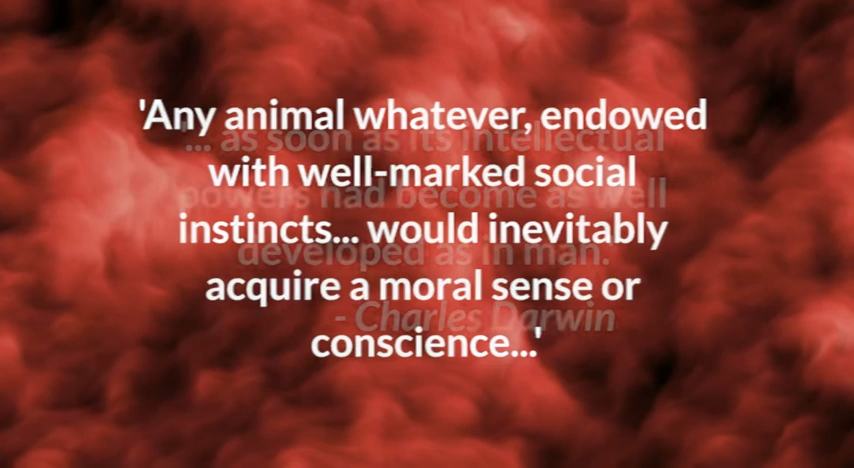 'Any animal whatever, endowed
with well-marked social
instincts... would inevitably
acquire a moral sense or
conscience...'
'... as soon as its intellectual
powers had become as well
developed as in man.
- Charles Darwin